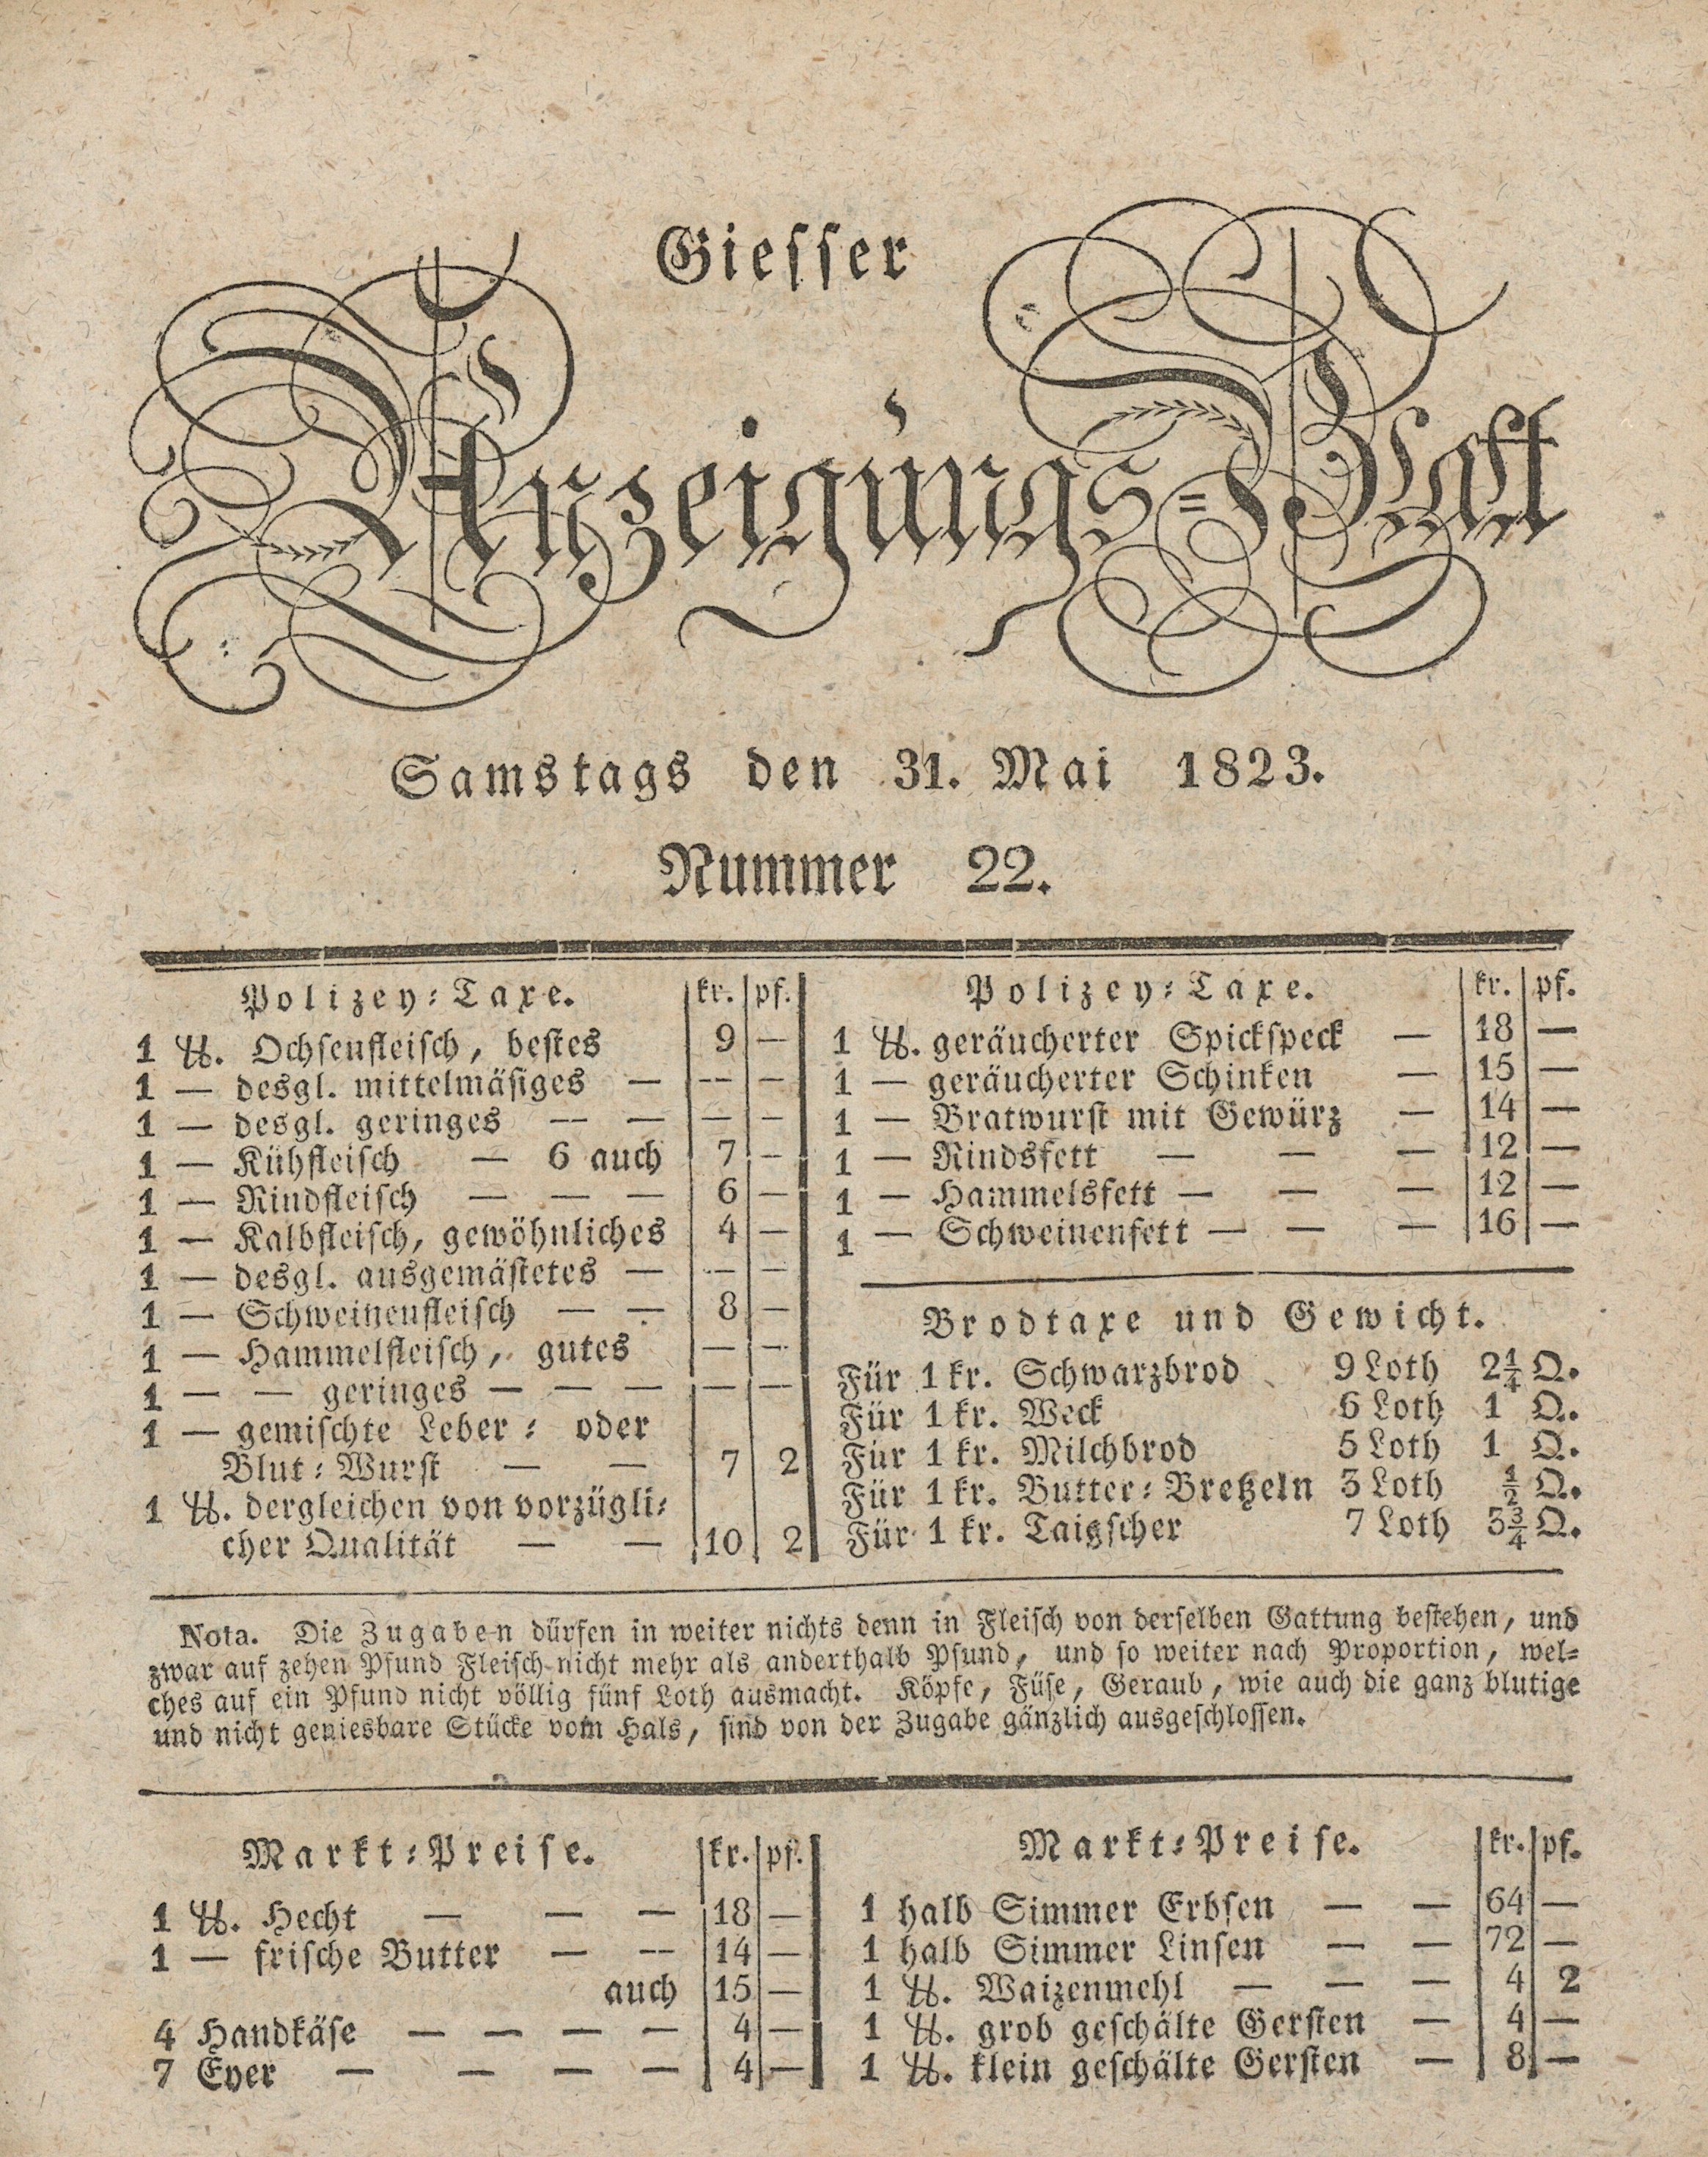 Giesser
Anzeigungs=Blatt
Samstags den 31. Mai 1823.
Nummer 22.
Polizey=Taxe. kr. pf.
1 ℔. Ochsenfleisch, bestes 9 —
1 — desgl. mittelmäsiges — — —
1 — desgl. geringes — — — —
1 — Kühfleisch — 6 auch 7 —
1 — Rindfleisch — — — 6 —
1 — Kalbfleisch, gewöhnliches 4 —
1 — desgl. ausgemästetes — — —
1 — Schweinenfleisch — — 8 —
1 — Hammelfleisch, gutes — —
1 — — geringes — — — — —
1 — gemischte Leber= oder
Blut=Wurst — — 7 2
1 ℔. dergleichen von vorzügli=
cher Qualität — — 10 2
Polizey=Taxe. kr. pf.
1 ℔. geräucherter Spickspeck — 18 —
1 — geräucherter Schinken — 15 —
1 — Bratwurst mit Gewürz — 14 —
1 — Rindsfett — — — 12 —
1 — Hammelsfett — — — 12 —
1 — Schweinenfett — — — 16 —
Brodtaxe und Gewicht.
Für 1 kr. Schwarzbrod 9 Loth 2¼ Q.
Für 1 kr. Weck 6 Loth 1 Q.
Für 1 kr. Milchbrod 5 Loth 1 Q.
Für 1 kr. Butter=Bretzeln 3 Loth ½ Q.
Für 1 kr. Taigscher 7 Loth 3¾ Q.
Nota. Die Zugaben dürfen in weiter nichts denn in Fleisch von derselben Gattung bestehen, und
zwar auf zehen Pfund Fleisch nicht mehr als anderthalb Pfund, und so weiter nach Proportion, wel=
ches auf ein Pfund nicht völlig fünf Loth ausmacht. Köpfe, Füse, Geraub, wie auch die ganz blutige
und nicht geniesbare Stücke vom Hals, sind von der Zugabe gänzlich ausgeschlossen.
Markt=Preise. kr. pf.
1 ℔. Hecht — — — 18 —
1 — frische Butter — — 14 —
auch 15 —
4 Handkäse — — — — 4 —
7 Eyer — — — — 4 —
Markt=Preise. kr. pf.
1 halb Simmer Erbsen — — 64 —
1 halb Simmer Linsen — — 72 —
1 ℔. Waizenmehl — — — 4 2
1 ℔. grob geschälte Gersten — 4 —
1 ℔. klein geschälte Gersten — 8 —